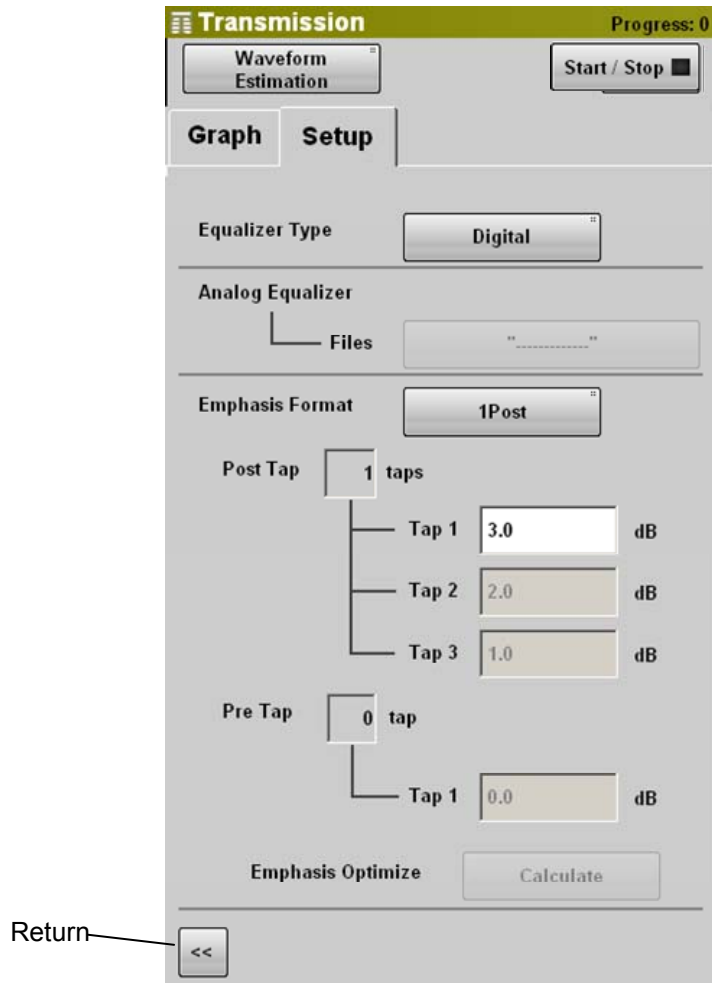 Transmission Progress: 0
Waveform
Estimation
Start / Stop
Graph Setup
Equalizer Type Digital
Analog Equalizer
Files "-------------"
Emphasis Format 1Post
Post Tap 1 taps
Tap 1 3.0 dB
Tap 2 2.0 dB
Tap 3 1.0 dB
Pre Tap 0 tap
Tap 1 0.0 dB
Emphasis Optimize Calculate
Return <<